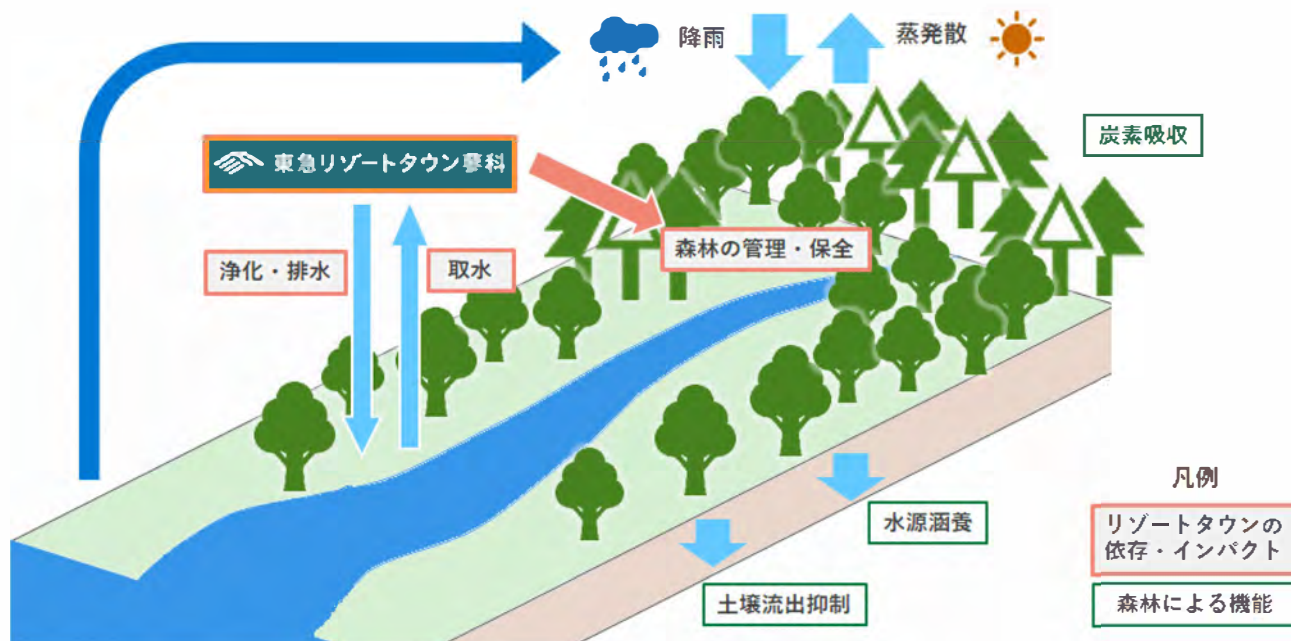 降雨
蒸発散
炭素吸収
東急リゾートタウン蓼科
森林の管理・保全
浄化・排水
取水
水源涵養
土壌流出抑制
凡例
リゾートタウンの
依存・インパクト
森林による機能